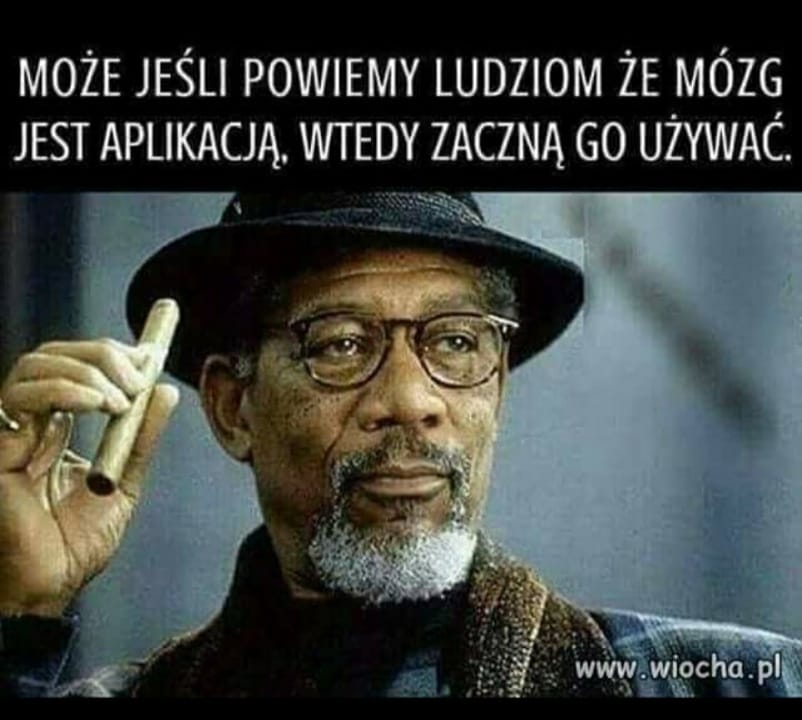 MOŻE JEŚLI POWIEMY LUDZIOM ŻE MÓZG
JEST APLIKACJĄ, WTEDY ZACZNĄ GO UŻYWAĆ.
www.wiocha.pl